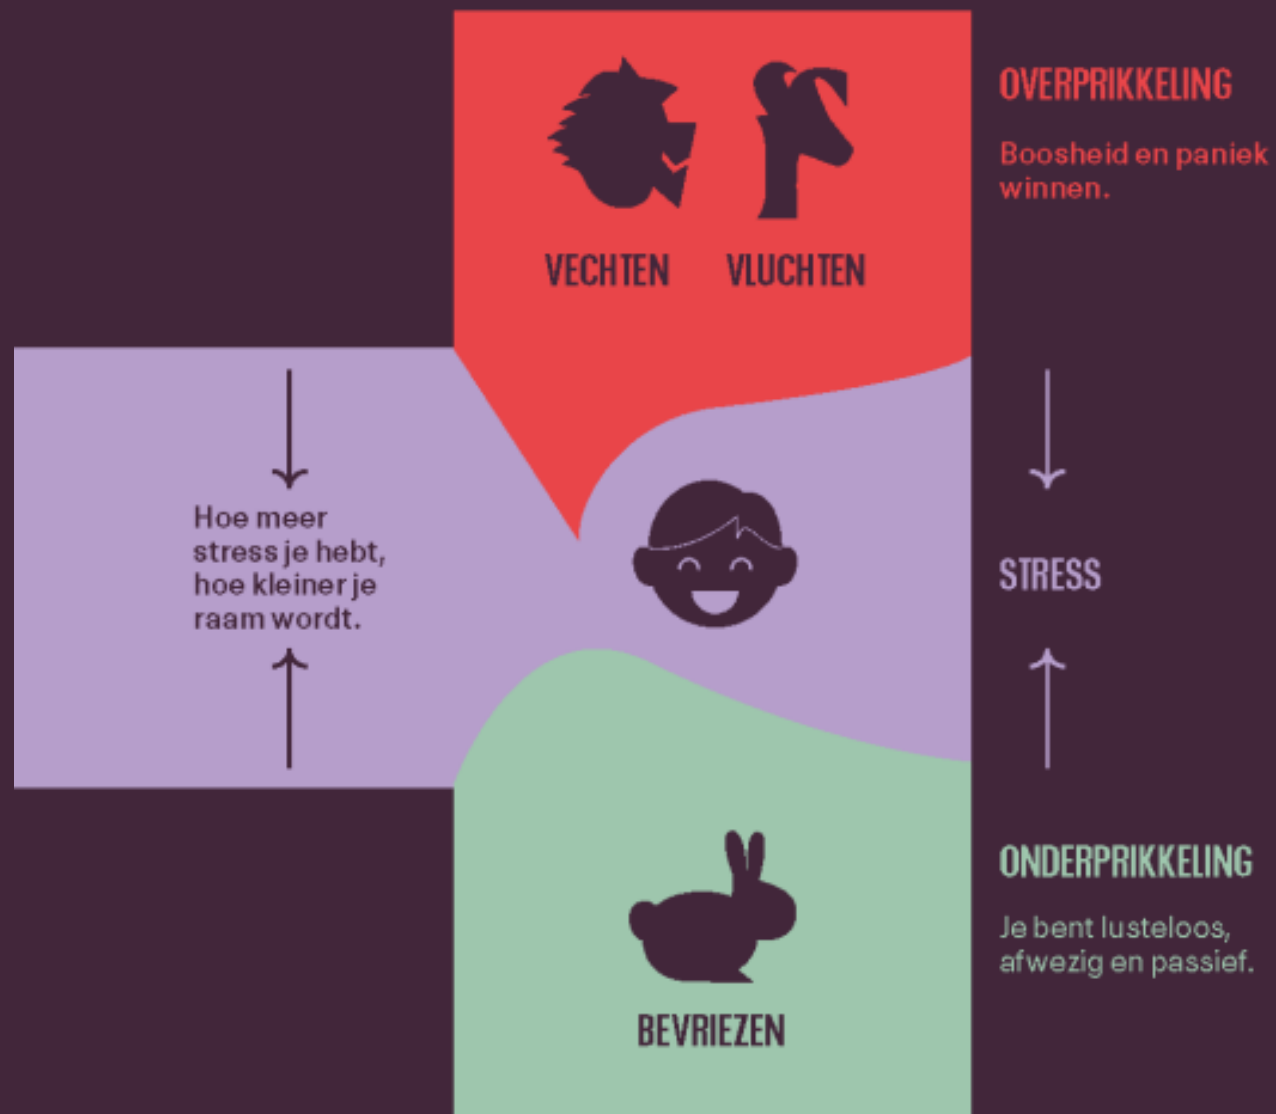 OVERPRIKKELING
Boosheid en paniek
winnen.
VECHTEN
VLUCHTEN
Hoe meer
stress je hebt,
hoe kleiner je
raam wordt.
STRESS
ONDERPRIKKELING
Je bent lusteloos,
afwezig en passief.
BEVRIEZEN